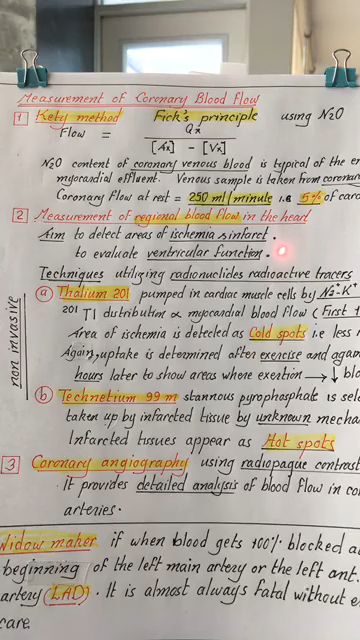 Measurement of Coronary Blood Flow
1 Kety method Fick's principle using N2O
Flow = Qx / [Ax] - [Vx]
N2O content of coronary venous blood is typical of the
myocardial effluent. Venous sample is taken from
Coronary flow at rest = 250 ml/minute i.e 5% of
2 Measurement of regional blood flow in the heart
Aim to detect areas of ischemia & infarct.
to evaluate ventricular function.
Techniques utilizing radionuclides radioactive tracers
non invasive
a Thalium 201 pumped in cardiac muscle cells by Na+-K+
201 Tl distribution ∝ myocardial blood flow (First
Area of ischemia is detected as Cold spots i.e less
Again, uptake is determined after exercise and
hours later to show areas where exertion → ↓
b Technetium 99 m stannous pyrophosphate is
taken up by infarcted tissue by unknown
Infarcted tissues appear as Hot spots
3 Coronary angiography using radiopaque
It provides detailed analysis of blood flow in
arteries.
Widow maker if when blood gets 100% blocked
beginning of the left main artery or the left ant.
artery (LAD). It is almost always fatal without
care.